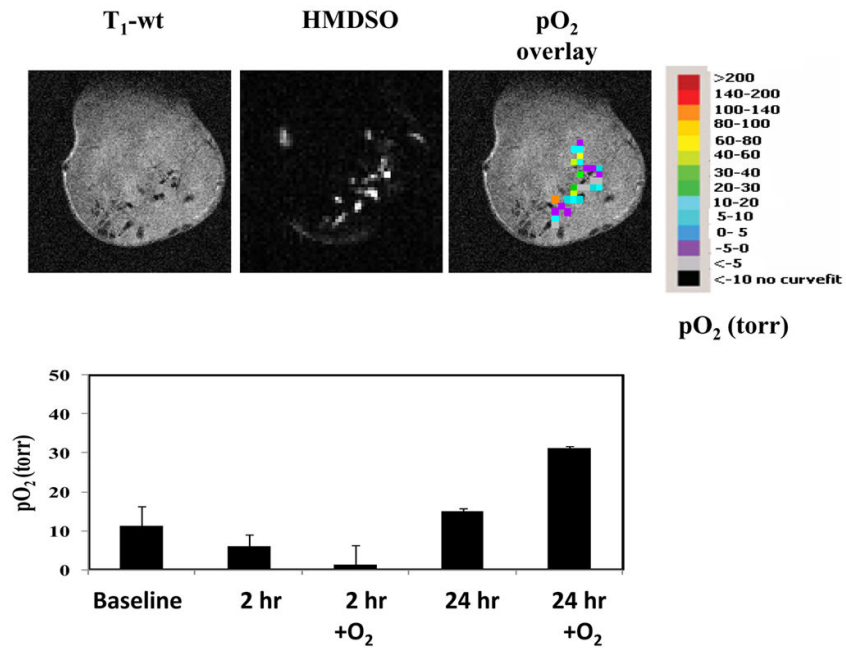 T₁-wt
HMDSO
pO₂
overlay
>200
140-200
100-140
80-100
60-80
40-60
30-40
20-30
10-20
5-10
0- 5
-5-0
<-5
<-10 no curvefit
pO₂ (torr)
50
40
30
20
10
0
pO₂(torr)
Baseline
2 hr
2 hr
+O₂
24 hr
24 hr
+O₂